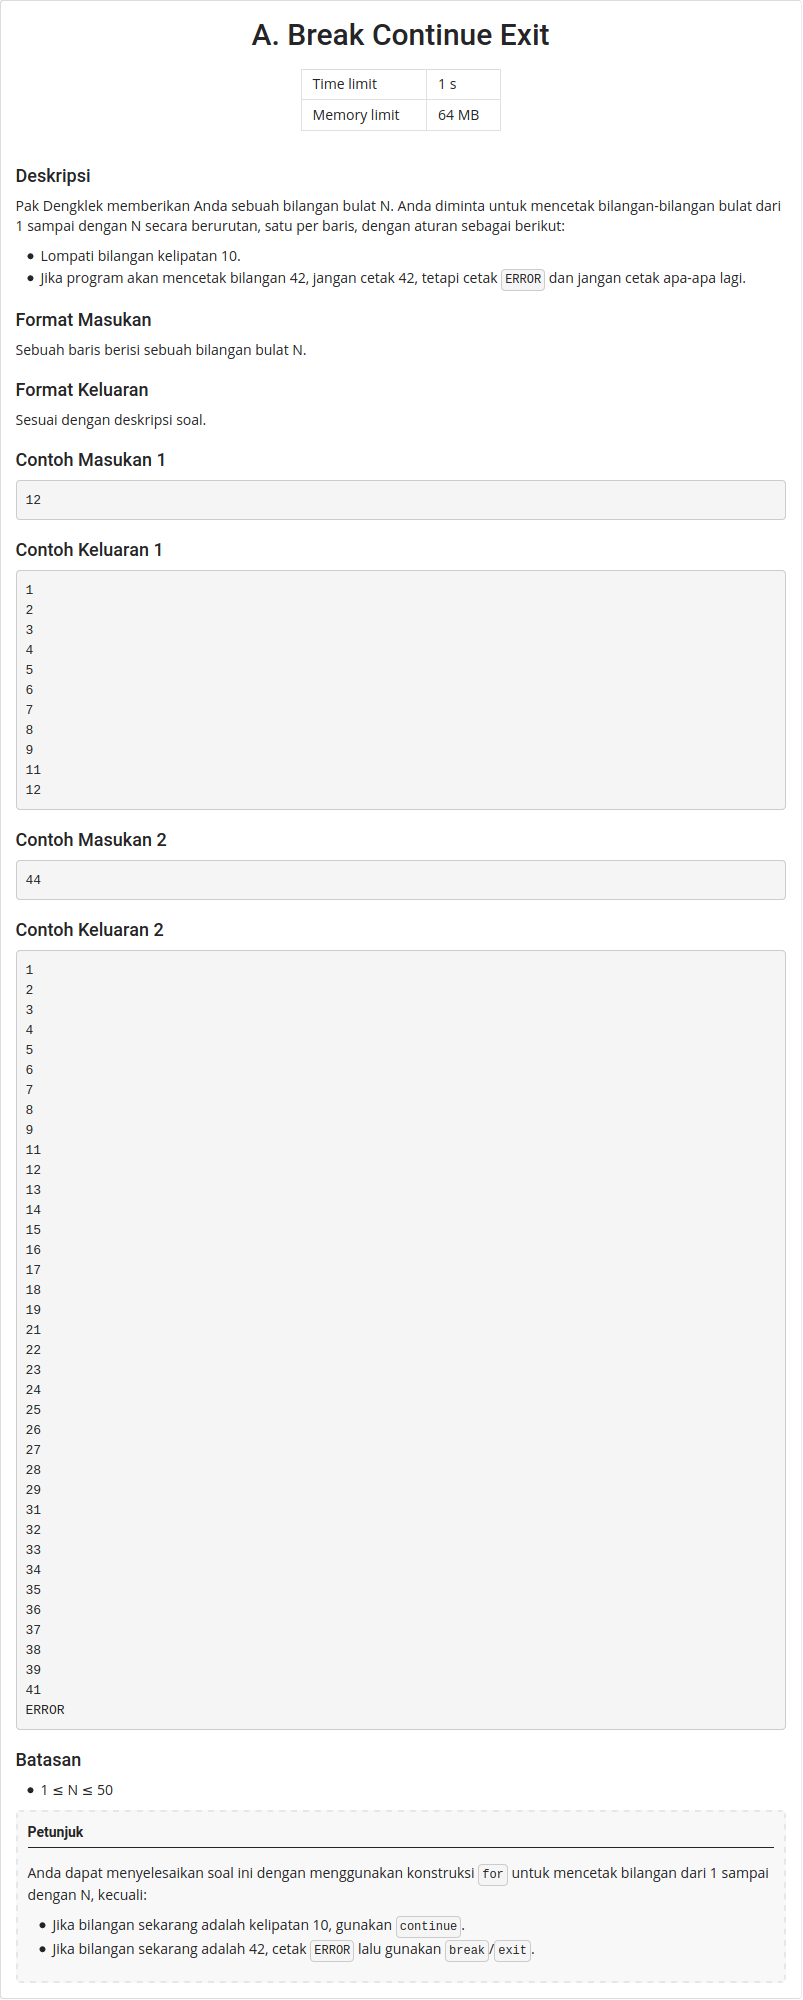 A. Break Continue Exit
Time limit 1 s
Memory limit 64 MB
Deskripsi
Pak Dengklek memberikan Anda sebuah bilangan bulat N. Anda diminta untuk mencetak bilangan-bilangan bulat dari
1 sampai dengan N secara berurutan, satu per baris, dengan aturan sebagai berikut:
• Lompati bilangan kelipatan 10.
• Jika program akan mencetak bilangan 42, jangan cetak 42, tetapi cetak ERROR dan jangan cetak apa-apa lagi.
Format Masukan
Sebuah baris berisi sebuah bilangan bulat N.
Format Keluaran
Sesuai dengan deskripsi soal.
Contoh Masukan 1
12
Contoh Keluaran 1
1
2
3
4
5
6
7
8
9
11
12
Contoh Masukan 2
44
Contoh Keluaran 2
1
2
3
4
5
6
7
8
9
11
12
13
14
15
16
17
18
19
21
22
23
24
25
26
27
28
29
31
32
33
34
35
36
37
38
39
41
ERROR
Batasan
• 1 ≤ N ≤ 50
Petunjuk
Anda dapat menyelesaikan soal ini dengan menggunakan konstruksi for untuk mencetak bilangan dari 1 sampai
dengan N, kecuali:
• Jika bilangan sekarang adalah kelipatan 10, gunakan continue.
• Jika bilangan sekarang adalah 42, cetak ERROR lalu gunakan break/exit.